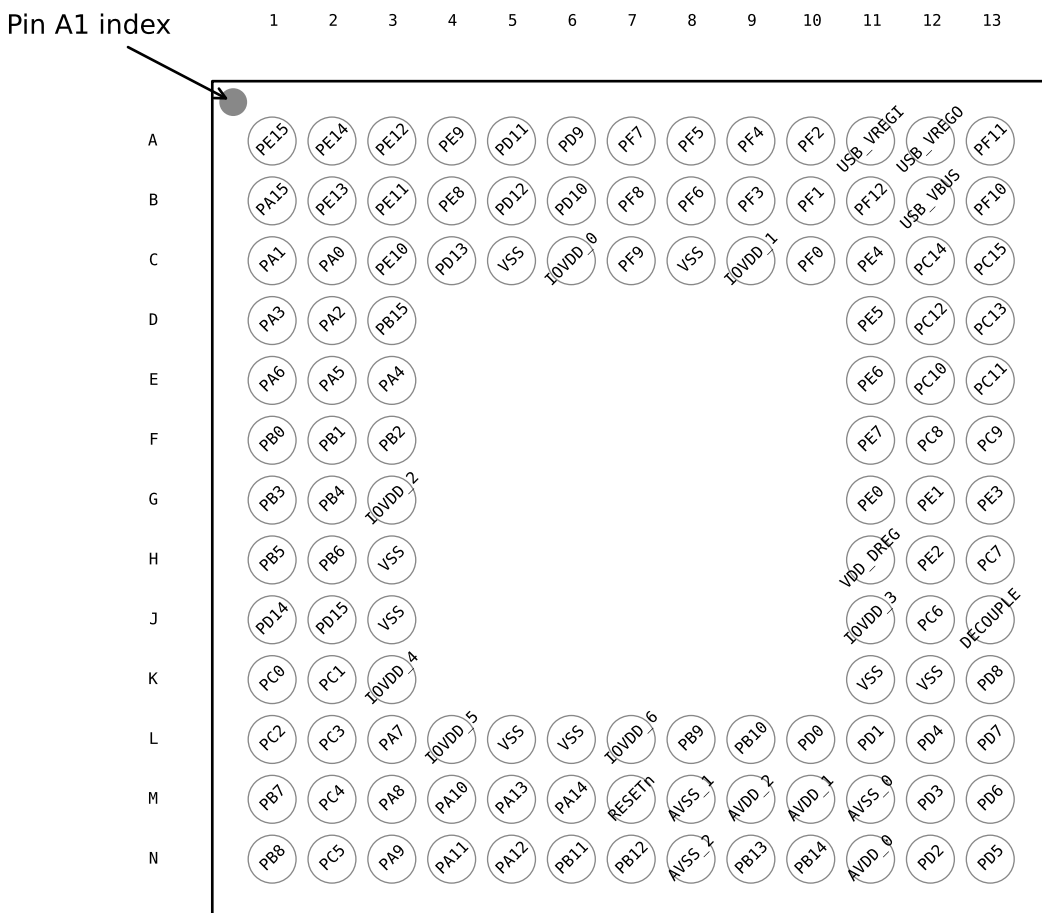 1 2 3 4 5 6 7 8 9 10 11 12 13
Pin A1 index
A PE15 PE14 PE12 PE9 PD11 PD9 PF7 PF5 PF4 PF2 USB_VREGI USB_VREGO PF11
B PA15 PE13 PE11 PE8 PD12 PD10 PF8 PF6 PF3 PF1 PF12 USB_VBUS PF10
C PA1 PA0 PE10 PD13 VSS IOVDD_0 PF9 VSS IOVDD_1 PF0 PE4 PC14 PC15
D PA3 PA2 PB15 PE5 PC12 PC13
E PA6 PA5 PA4 PE6 PC10 PC11
F PB0 PB1 PB2 PE7 PC8 PC9
G PB3 PB4 IOVDD_2 PE0 PE1 PE3
H PB5 PB6 VSS VDD_DREG PE2 PC7
J PD14 PD15 VSS IOVDD_3 PC6 DECOUPLE
K PC0 PC1 IOVDD_4 VSS VSS PD8
L PC2 PC3 PA7 IOVDD_5 VSS VSS IOVDD_6 PB9 PB10 PD0 PD1 PD4 PD7
M PB7 PC4 PA8 PA10 PA13 PA14 RESETn AVSS_1 AVDD_2 AVDD_1 AVSS_0 PD3 PD6
N PB8 PC5 PA9 PA11 PA12 PB11 PB12 AVSS_2 PB13 PB14 AVDD_0 PD2 PD5